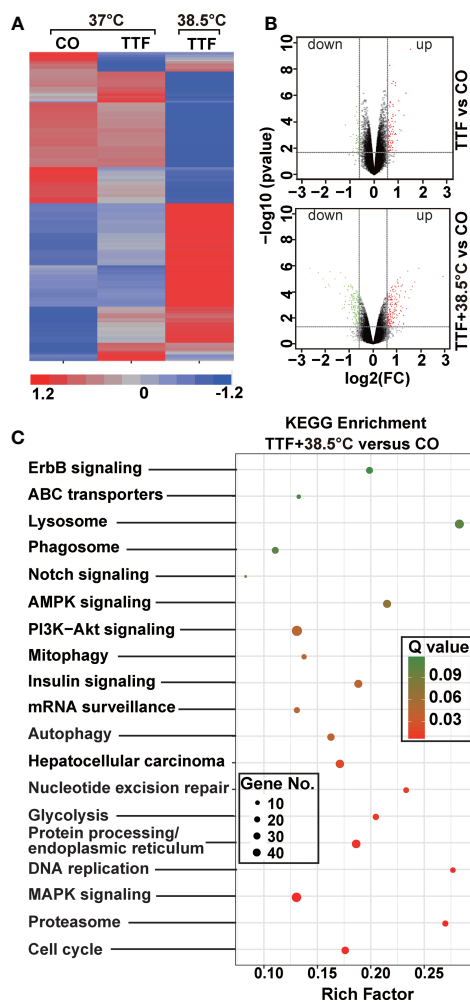 A
37°C
38.5°C
CO
TTF
TTF
1.2
0
-1.2
B
down
up
10
8
6
4
2
0
−3
−2
−1
0
1
2
3
TTF vs CO
−log10 (pvalue)
down
up
10
8
6
4
2
0
−3
−2
−1
0
1
2
3
TTF+38.5°C vs CO
log2(FC)
C
KEGG Enrichment
TTF+38.5°C versus CO
ErbB signaling
ABC transporters
Lysosome
Phagosome
Notch signaling
AMPK signaling
PI3K−Akt signaling
Mitophagy
Insulin signaling
mRNA surveillance
Autophagy
Hepatocellular carcinoma
Nucleotide excision repair
Glycolysis
Protein processing/
endoplasmic reticulum
DNA replication
MAPK signaling
Proteasome
Cell cycle
Q value
0.09
0.06
0.03
Gene No.
10
20
30
40
0.10
0.15
0.20
0.25
Rich Factor